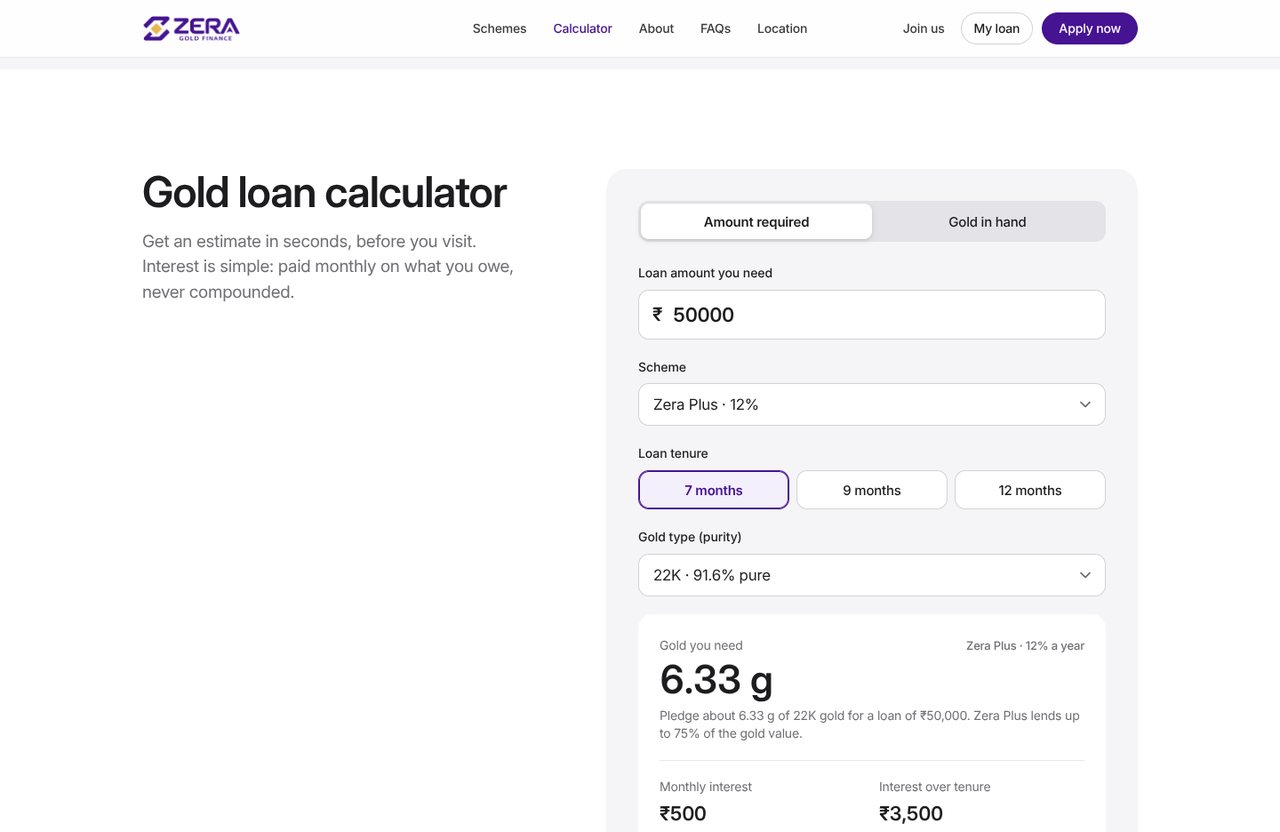 ZERA
GOLD FINANCE
Schemes
Calculator
About
FAQs
Location
Join us
My loan
Apply now
Gold loan calculator
Get an estimate in seconds, before you visit.
Interest is simple: paid monthly on what you owe,
never compounded.
Amount required
Gold in hand
Loan amount you need
₹ 50000
Scheme
Zera Plus · 12%
Loan tenure
7 months
9 months
12 months
Gold type (purity)
22K · 91.6% pure
Gold you need
Zera Plus · 12% a year
6.33 g
Pledge about 6.33 g of 22K gold for a loan of ₹50,000. Zera Plus lends up
to 75% of the gold value.
Monthly interest
Interest over tenure
₹500
₹3,500